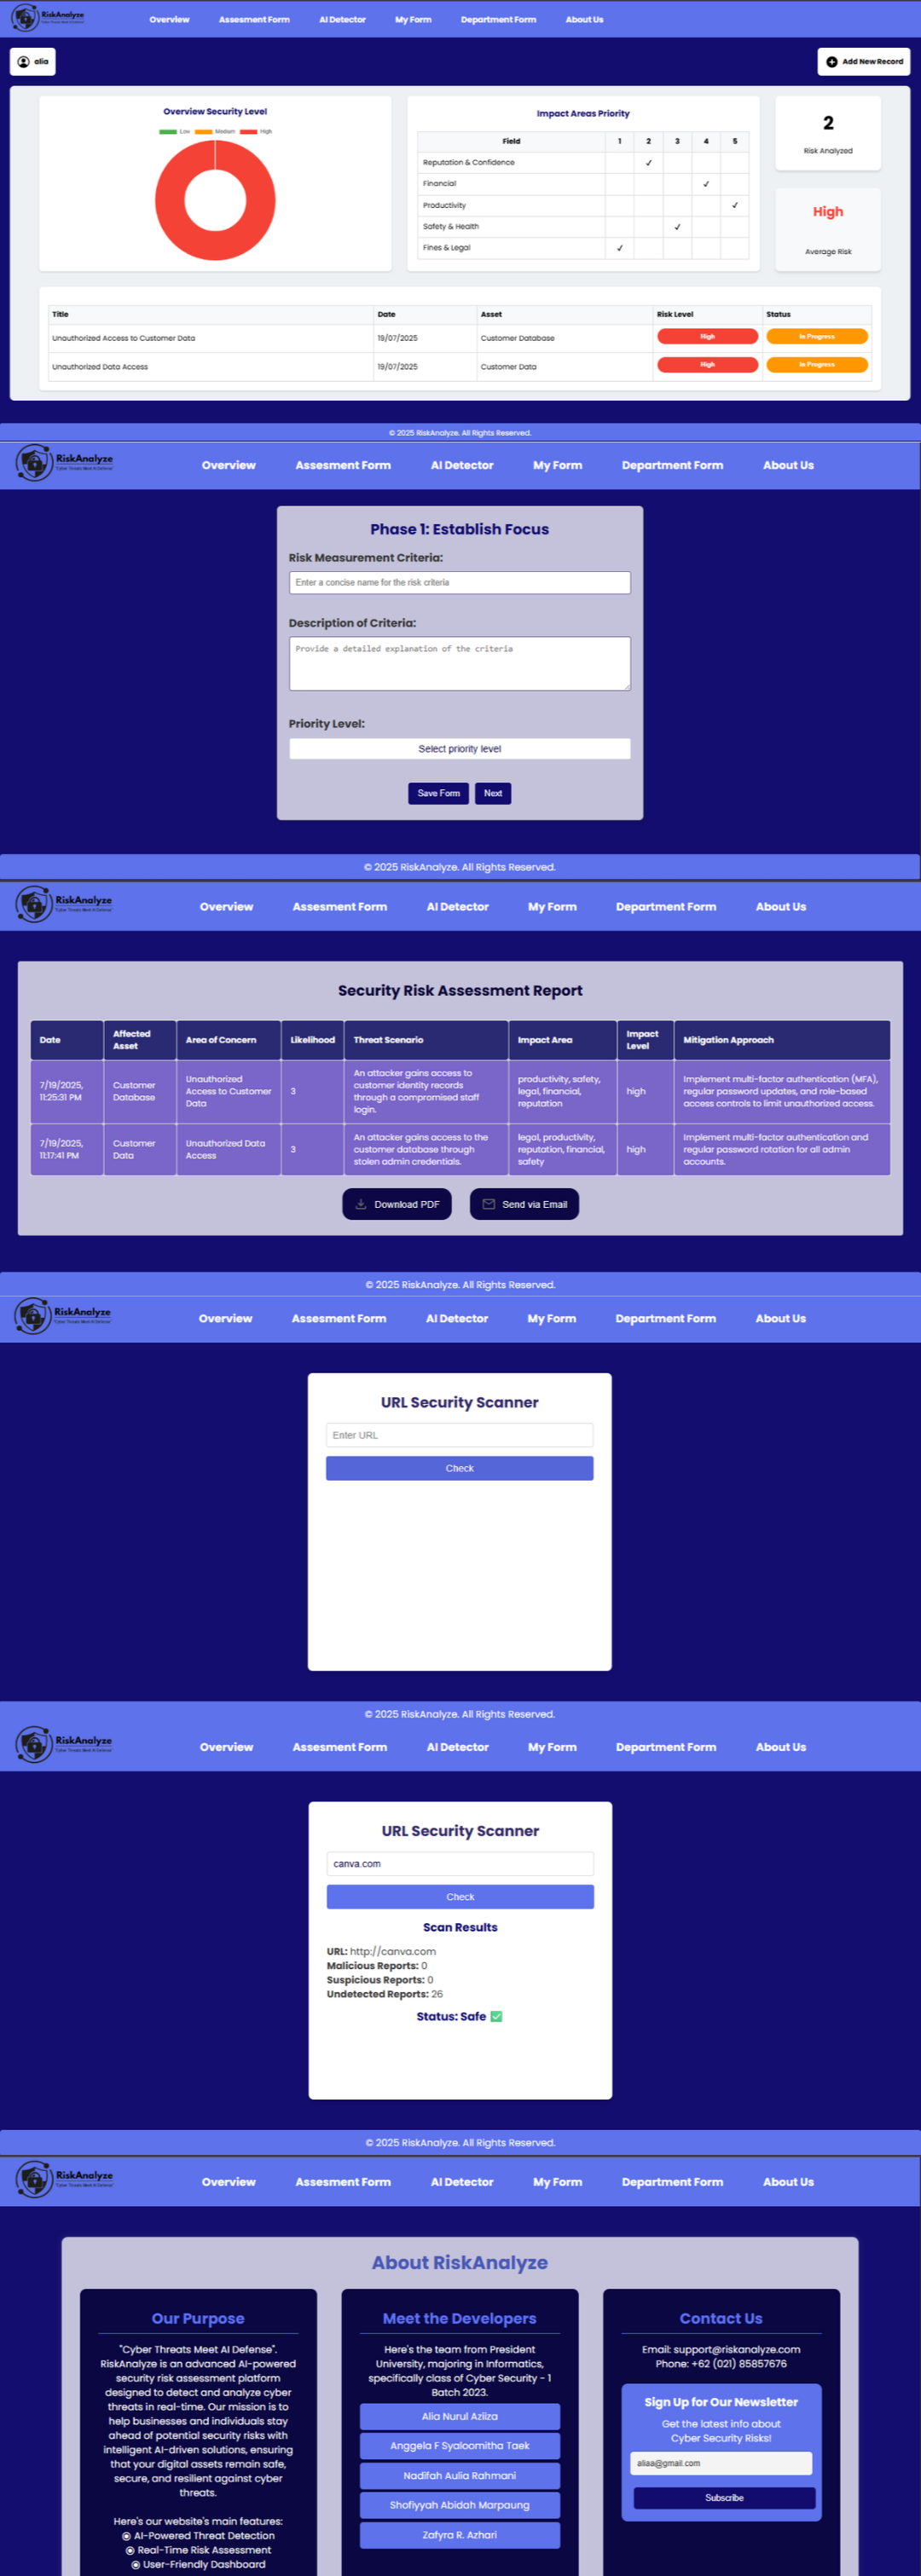 RiskAnalyze
Overview Assesment Form AI Detector My Form Department Form About Us
alia
Add New Record
Overview Security Level
Low Medium High
Impact Areas Priority
Field 1 2 3 4 5
Reputation & Confidence ✓
Financial ✓
Productivity ✓
Safety & Health ✓
Fines & Legal ✓
2
Risk Analyzed
High
Average Risk
Title Date Asset Risk Level Status
Unauthorized Access to Customer Data 19/07/2025 Customer Database High In Progress
Unauthorized Data Access 19/07/2025 Customer Data High In Progress
© 2025 RiskAnalyze. All Rights Reserved.
RiskAnalyze
"Cyber Threats Meet AI Defense"
Overview Assesment Form AI Detector My Form Department Form About Us
Phase 1: Establish Focus
Risk Measurement Criteria:
Enter a concise name for the risk criteria
Description of Criteria:
Provide a detailed explanation of the criteria
Priority Level:
Select priority level
Save Form Next
© 2025 RiskAnalyze. All Rights Reserved.
RiskAnalyze
"Cyber Threats Meet AI Defense"
Overview Assesment Form AI Detector My Form Department Form About Us
Security Risk Assessment Report
Date
Affected
Asset
Area of Concern
Likelihood
Threat Scenario
Impact Area
Impact
Level
Mitigation Approach
7/19/2025,
11:25:31 PM
Customer
Database
Unauthorized
Access to Customer
Data
3
An attacker gains access to
customer identity records
through a compromised staff
login.
productivity, safety,
legal, financial,
reputation
high
Implement multi-factor authentication (MFA),
regular password updates, and role-based
access controls to limit unauthorized access.
7/19/2025,
11:17:41 PM
Customer
Data
Unauthorized Data
Access
3
An attacker gains access to the
customer database through
stolen admin credentials.
legal, productivity,
reputation, financial,
safety
high
Implement multi-factor authentication and
regular password rotation for all admin
accounts.
Download PDF
Send via Email
© 2025 RiskAnalyze. All Rights Reserved.
RiskAnalyze
"Cyber Threats Meet AI Defense"
Overview Assesment Form AI Detector My Form Department Form About Us
URL Security Scanner
Enter URL
Check
© 2025 RiskAnalyze. All Rights Reserved.
RiskAnalyze
"Cyber Threats Meet AI Defense"
Overview Assesment Form AI Detector My Form Department Form About Us
URL Security Scanner
canva.com
Check
Scan Results
URL: http://canva.com
Malicious Reports: 0
Suspicious Reports: 0
Undetected Reports: 26
Status: Safe ✅
© 2025 RiskAnalyze. All Rights Reserved.
RiskAnalyze
"Cyber Threats Meet AI Defense"
Overview Assesment Form AI Detector My Form Department Form About Us
About RiskAnalyze
Our Purpose
"Cyber Threats Meet AI Defense".
RiskAnalyze is an advanced AI-powered
security risk assessment platform
designed to detect and analyze cyber
threats in real-time. Our mission is to
help businesses and individuals stay
ahead of potential security risks with
intelligent AI-driven solutions, ensuring
that your digital assets remain safe,
secure, and resilient against cyber
threats.
Here's our website's main features:
AI-Powered Threat Detection
Real-Time Risk Assessment
User-Friendly Dashboard
Meet the Developers
Here's the team from President
University, majoring in Informatics,
specifically class of Cyber Security - 1
Batch 2023.
Alia Nurul Aziiza
Anggela F Syaloomitha Taek
Nadifah Aulia Rahmani
Shofiyyah Abidah Marpaung
Zafyra R. Azhari
Contact Us
Email: support@riskanalyze.com
Phone: +62 (021) 85857676
Sign Up for Our Newsletter
Get the latest info about
Cyber Security Risks!
aliaa@gmail.com
Subscribe